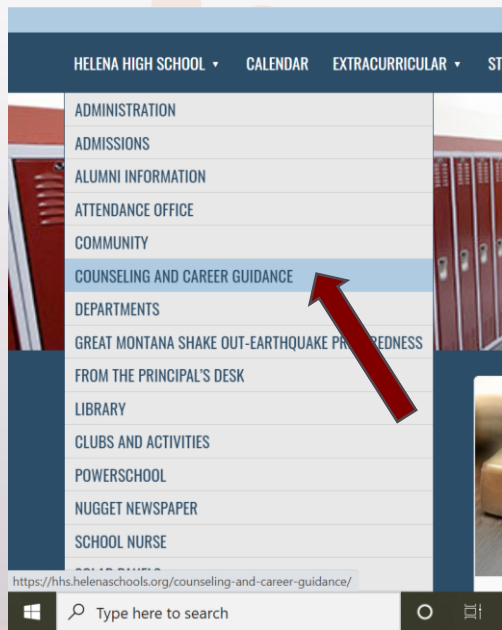 HELENA HIGH SCHOOL ▾ CALENDAR EXTRACURRICULAR ▾ ST
ADMINISTRATION
ADMISSIONS
ALUMNI INFORMATION
ATTENDANCE OFFICE
COMMUNITY
COUNSELING AND CAREER GUIDANCE
DEPARTMENTS
GREAT MONTANA SHAKE OUT-EARTHQUAKE
FROM THE PRINCIPAL'S DESK
LIBRARY
CLUBS AND ACTIVITIES
POWERSCHOOL
NUGGET NEWSPAPER
SCHOOL NURSE
https://hhs.helenaschools.org/counseling-and-career-guidance/
Type here to search